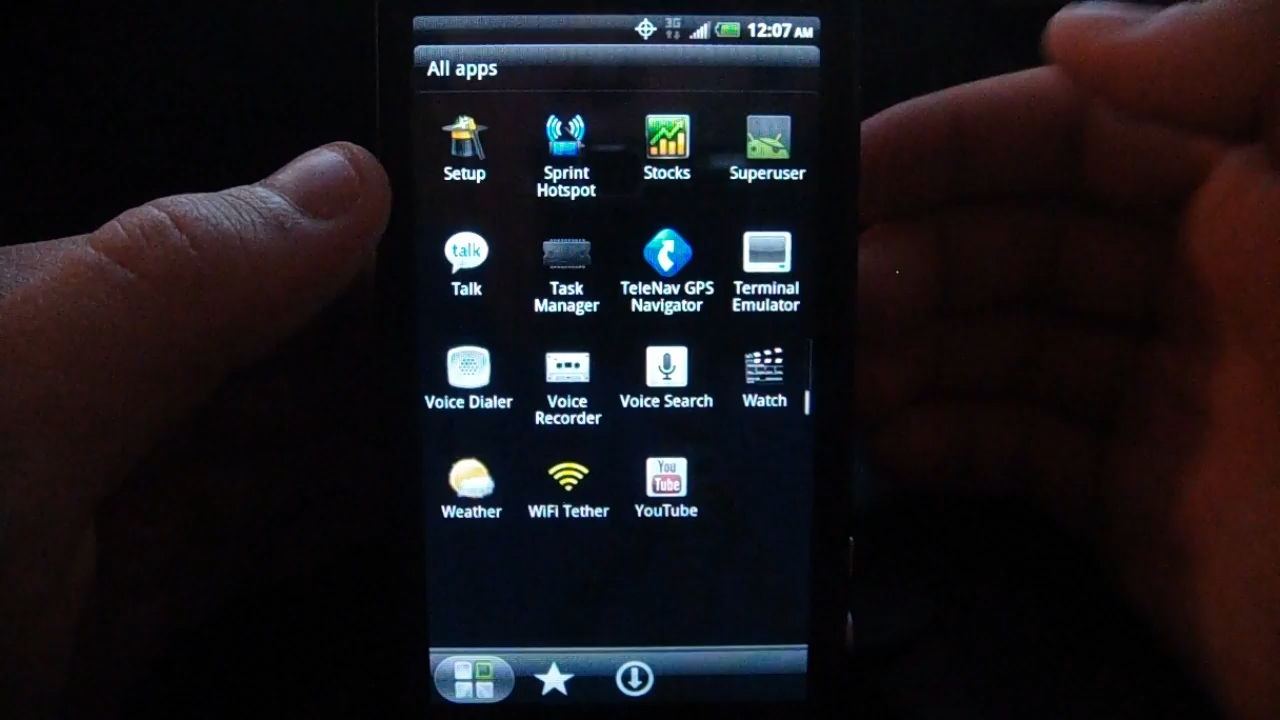 3G 12:07 AM
All apps
Setup
Sprint
Hotspot
Stocks
Superuser
talk
Talk
Task
Manager
TeleNav GPS
Navigator
Terminal
Emulator
Voice Dialer
Voice
Recorder
Voice Search
Watch
Weather
WiFi Tether
You
Tube
YouTube